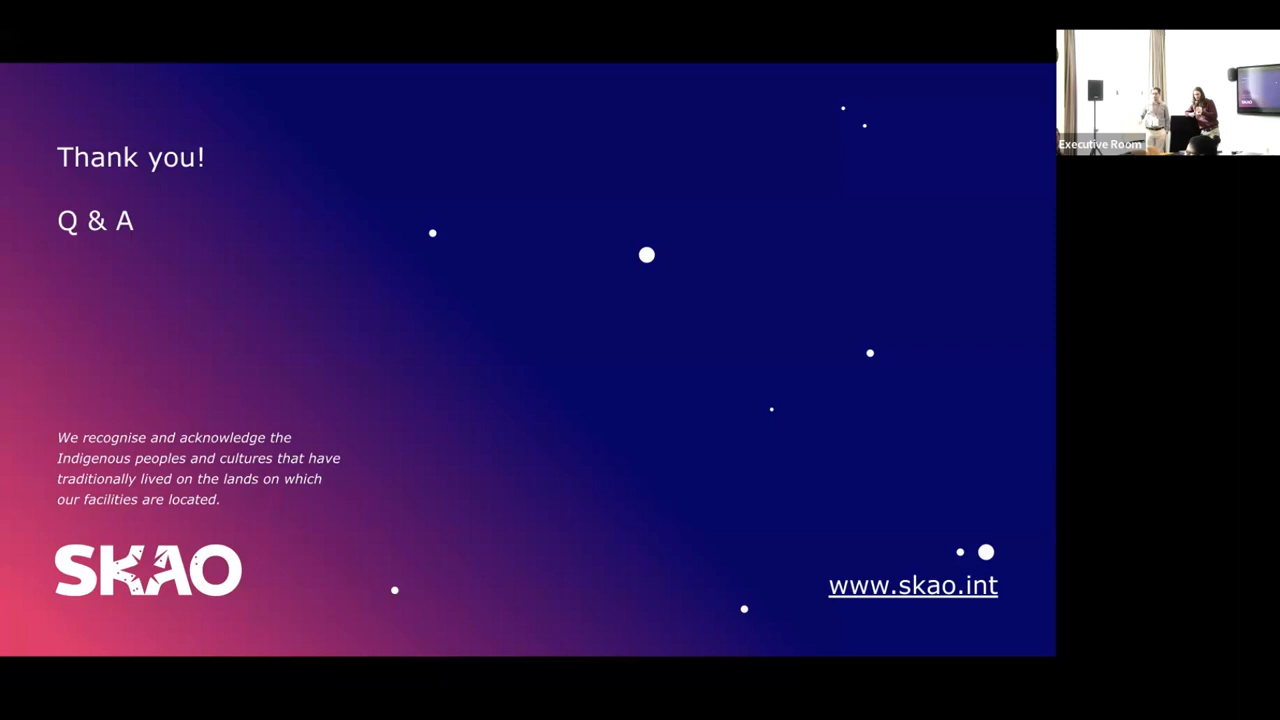 Thank you!
Q & A
We recognise and acknowledge the
Indigenous peoples and cultures that have
traditionally lived on the lands on which
our facilities are located.
SKAO
www.skao.int
Executive Room
SKAO